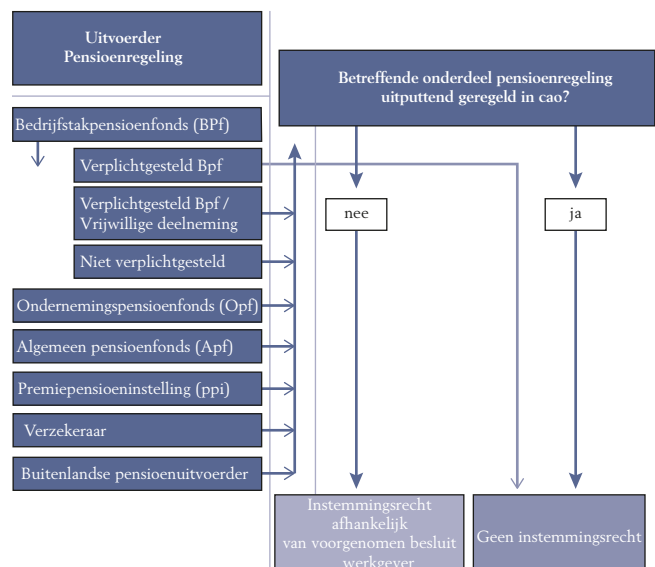 Uitvoerder
Pensioenregeling
Betreffende onderdeel pensioenregeling
uitputtend geregeld in cao?
Bedrijfstakpensioenfonds (BPf)
Verplichtgesteld Bpf
Verplichtgesteld Bpf /
Vrijwillige deelneming
nee
ja
Niet verplichtgesteld
Ondernemingspensioenfonds (Opf)
Algemeen pensioenfonds (Apf)
Premiepensioeninstelling (ppi)
Verzekeraar
Buitenlandse pensioenuitvoerder
Instemmingsrecht
afhankelijk
van voorgenomen besluit
werkgever
Geen instemmingsrecht